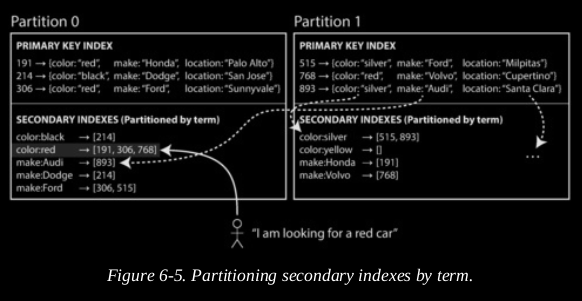 Partition 0
PRIMARY KEY INDEX
191 → {color: “red”, make: “Honda”, location: “Palo Alto”}
214 → {color: “black”, make: “Dodge”, location: “San Jose”}
306 → {color: “red”, make: “Ford”, location: “Sunnyvale”}
SECONDARY INDEXES (Partitioned by term)
color:black → [214]
color:red → [191, 306, 768]
make:Audi → [893]
make:Dodge → [214]
make:Ford → [306, 515]
Partition 1
PRIMARY KEY INDEX
515 → {color: “silver”, make: “Ford”, location: “Milpitas”}
768 → {color: “red”, make: “Volvo”, location: “Cupertino”}
893 → {color: “silver”, make: “Audi”, location: “Santa Clara”}
SECONDARY INDEXES (Partitioned by term)
color:silver → [515, 893]
color:yellow → []
make:Honda → [191]
make:Volvo → [768]
...
“I am looking for a red car”
Figure 6-5. Partitioning secondary indexes by term.